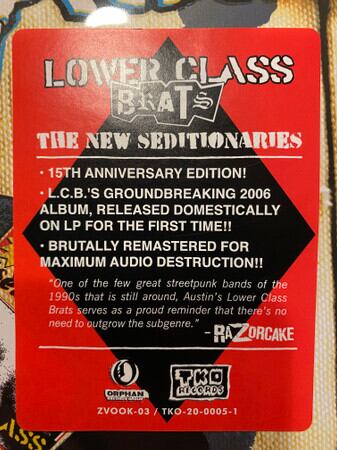 LOWER CLASS
BRATS
THE NEW SEDITIONARIES
• 15TH ANNIVERSARY EDITION!
• L.C.B.'S GROUNDBREAKING 2006
ALBUM, RELEASED DOMESTICALLY
ON LP FOR THE FIRST TIME!!
• BRUTALLY REMASTERED FOR
MAXIMUM AUDIO DESTRUCTION!!
"One of the few great streetpunk bands of the
1990s that is still around, Austin's Lower Class
Brats serves as a proud reminder that there's no
need to outgrow the subgenre." - RAZORCAKE
ORPHAN
TKO
RECORDS
ZVOOK-03 / TKO-20-0005-1
ASS